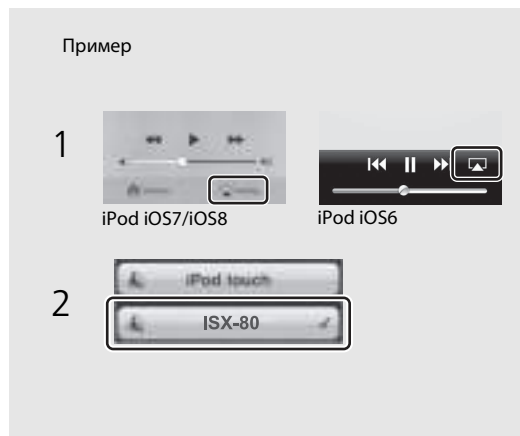 Пример
1
iPod iOS7/iOS8
iPod iOS6
2
iPod touch
ISX-80